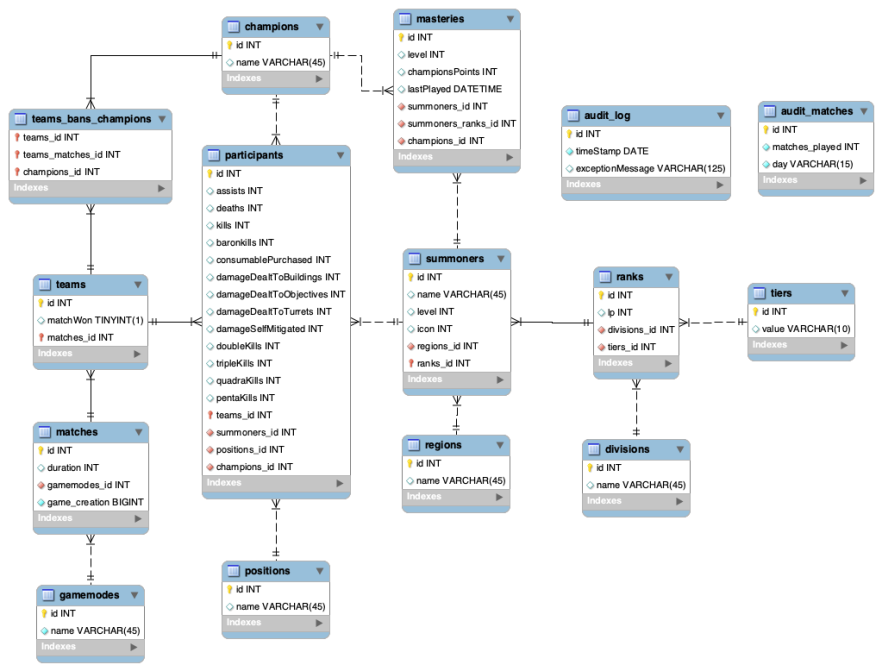 champions
id INT
name VARCHAR(45)
Indexes
masteries
id INT
level INT
championsPoints INT
lastPlayed DATETIME
summoners_id INT
summoners_ranks_id INT
champions_id INT
Indexes
teams_bans_champions
teams_id INT
teams_matches_id INT
champions_id INT
Indexes
audit_log
id INT
timeStamp DATE
exceptionMessage VARCHAR(125)
Indexes
audit_matches
id INT
matches_played INT
day VARCHAR(15)
Indexes
participants
id INT
assists INT
deaths INT
kills INT
baronkills INT
consumablePurchased INT
damageDealtToBuildings INT
damageDealtToObjectives INT
damageDealtToTurrets INT
damageSelfMitigated INT
doubleKills INT
tripleKills INT
quadraKills INT
pentaKills INT
teams_id INT
summoners_id INT
positions_id INT
champions_id INT
Indexes
teams
id INT
matchWon TINYINT(1)
matches_id INT
Indexes
summoners
id INT
name VARCHAR(45)
level INT
icon INT
regions_id INT
ranks_id INT
Indexes
ranks
id INT
lp INT
divisions_id INT
tiers_id INT
Indexes
tiers
id INT
value VARCHAR(10)
Indexes
matches
id INT
duration INT
gamemodes_id INT
game_creation BIGINT
Indexes
regions
id INT
name VARCHAR(45)
Indexes
divisions
id INT
name VARCHAR(45)
Indexes
gamemodes
id INT
name VARCHAR(45)
Indexes
positions
id INT
name VARCHAR(45)
Indexes